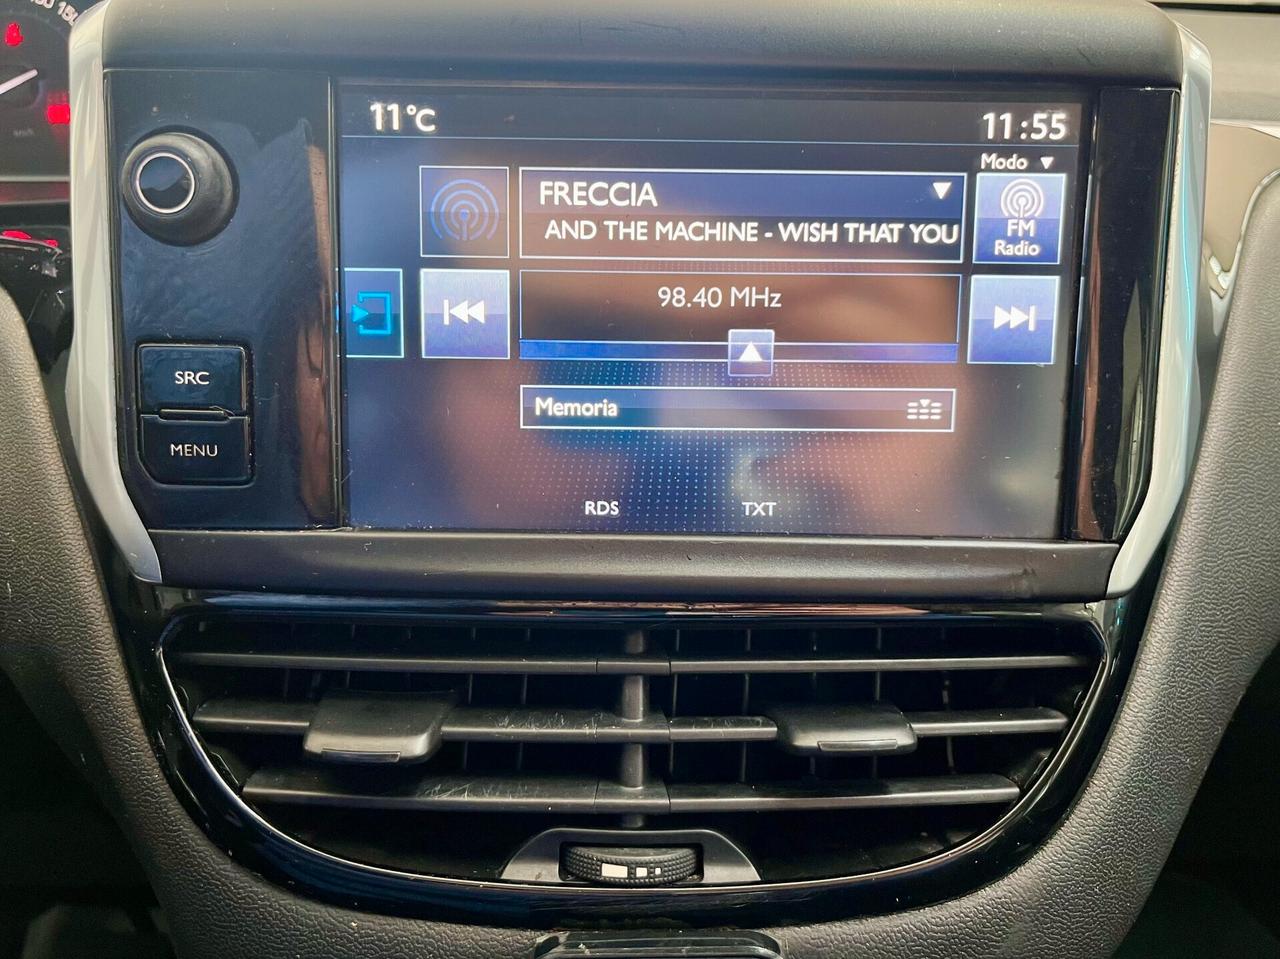 11°C
11:55
Modo
FRECCIA
AND THE MACHINE - WISH THAT YOU
FM
Radio
98.40 MHz
SRC
Memoria
MENU
RDS
TXT